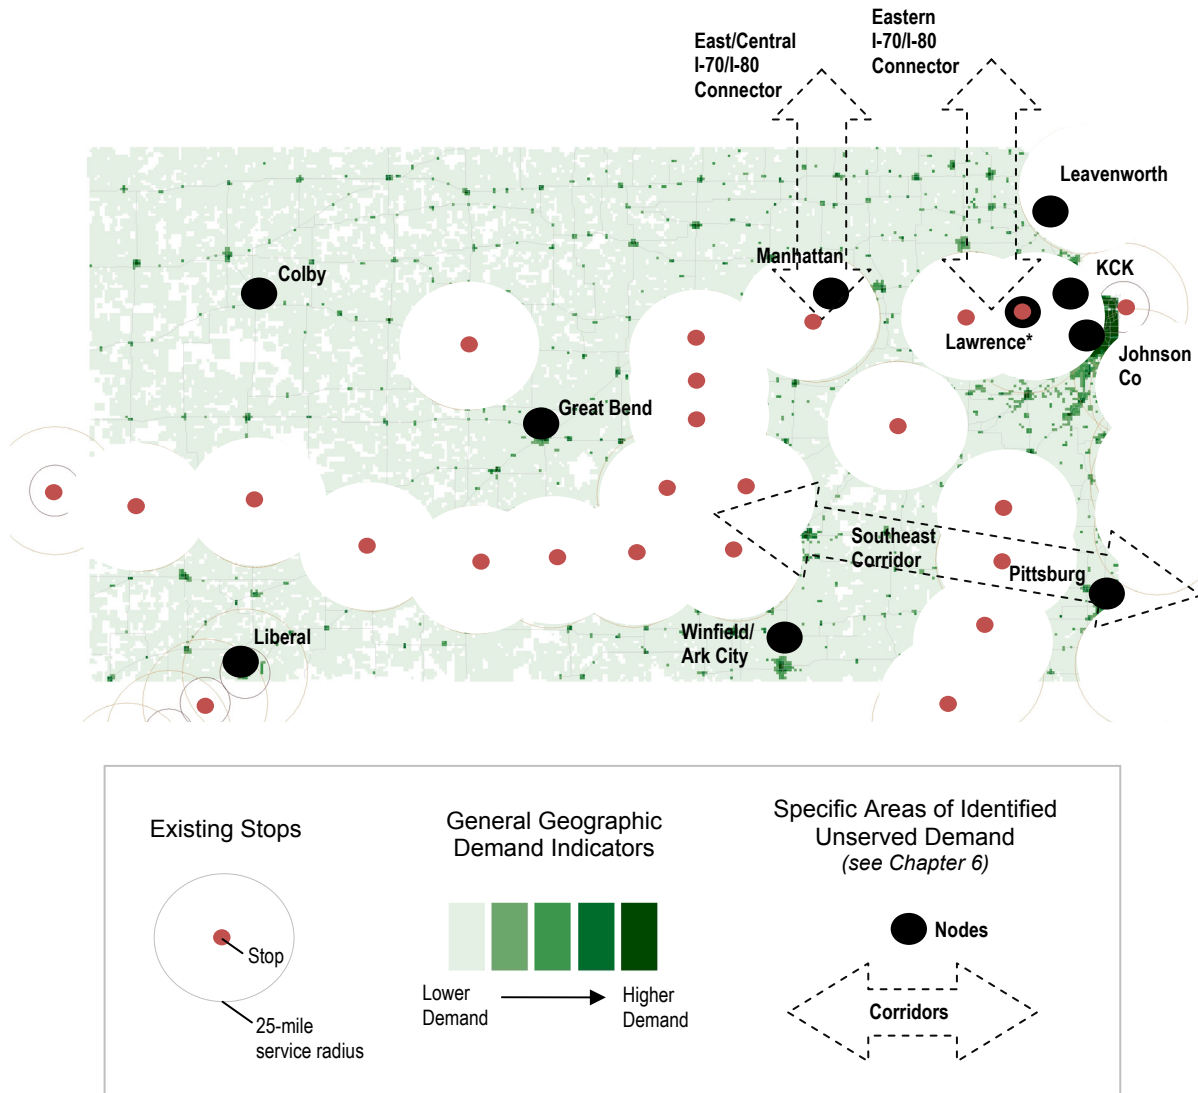 Eastern
I-70/I-80
Connector
East/Central
I-70/I-80
Connector
Leavenworth
Manhattan
KCK
Colby
Lawrence*
Johnson
Co
Great Bend
Southeast
Corridor
Pittsburg
Winfield/
Ark City
Liberal
Existing Stops
Stop
25-mile
service radius
General Geographic
Demand Indicators
Lower
Demand
Higher
Demand
Specific Areas of Identified
Unserved Demand
(see Chapter 6)
Nodes
Corridors